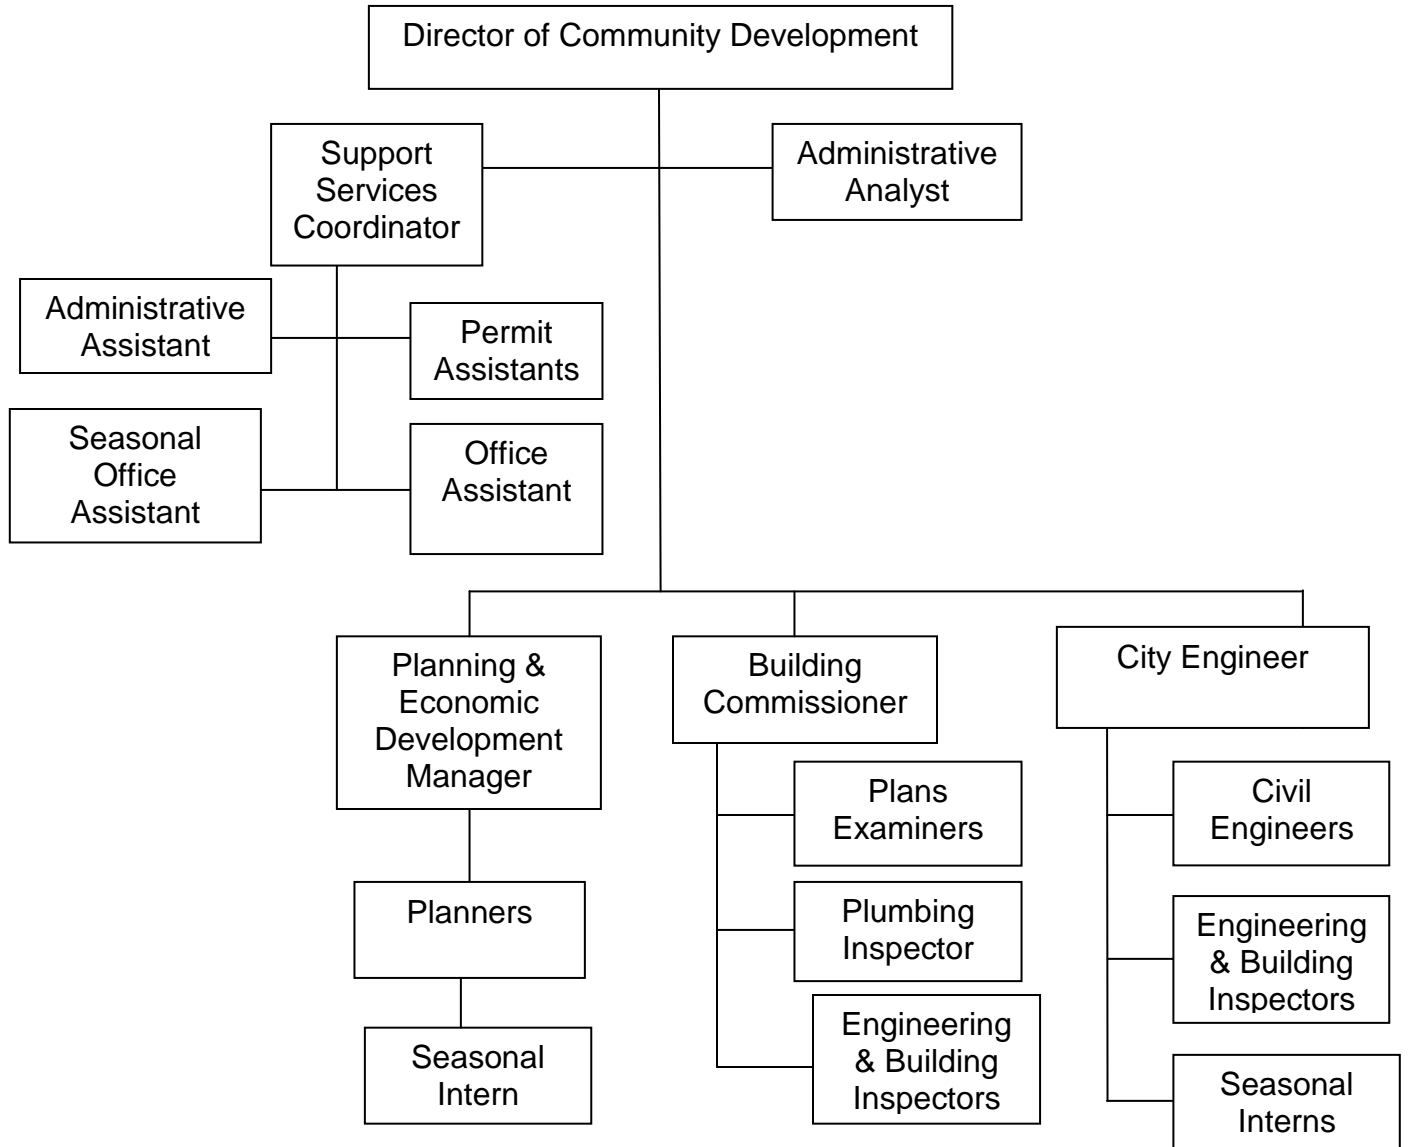 Director of Community Development
Support
Services
Coordinator
Administrative
Analyst
Administrative
Assistant
Permit
Assistants
Seasonal
Office
Assistant
Office
Assistant
Planning &
Economic
Development
Manager
Building
Commissioner
City Engineer
Plans
Examiners
Civil
Engineers
Planners
Plumbing
Inspector
Engineering
& Building
Inspectors
Seasonal
Intern
Engineering
& Building
Inspectors
Seasonal
Interns